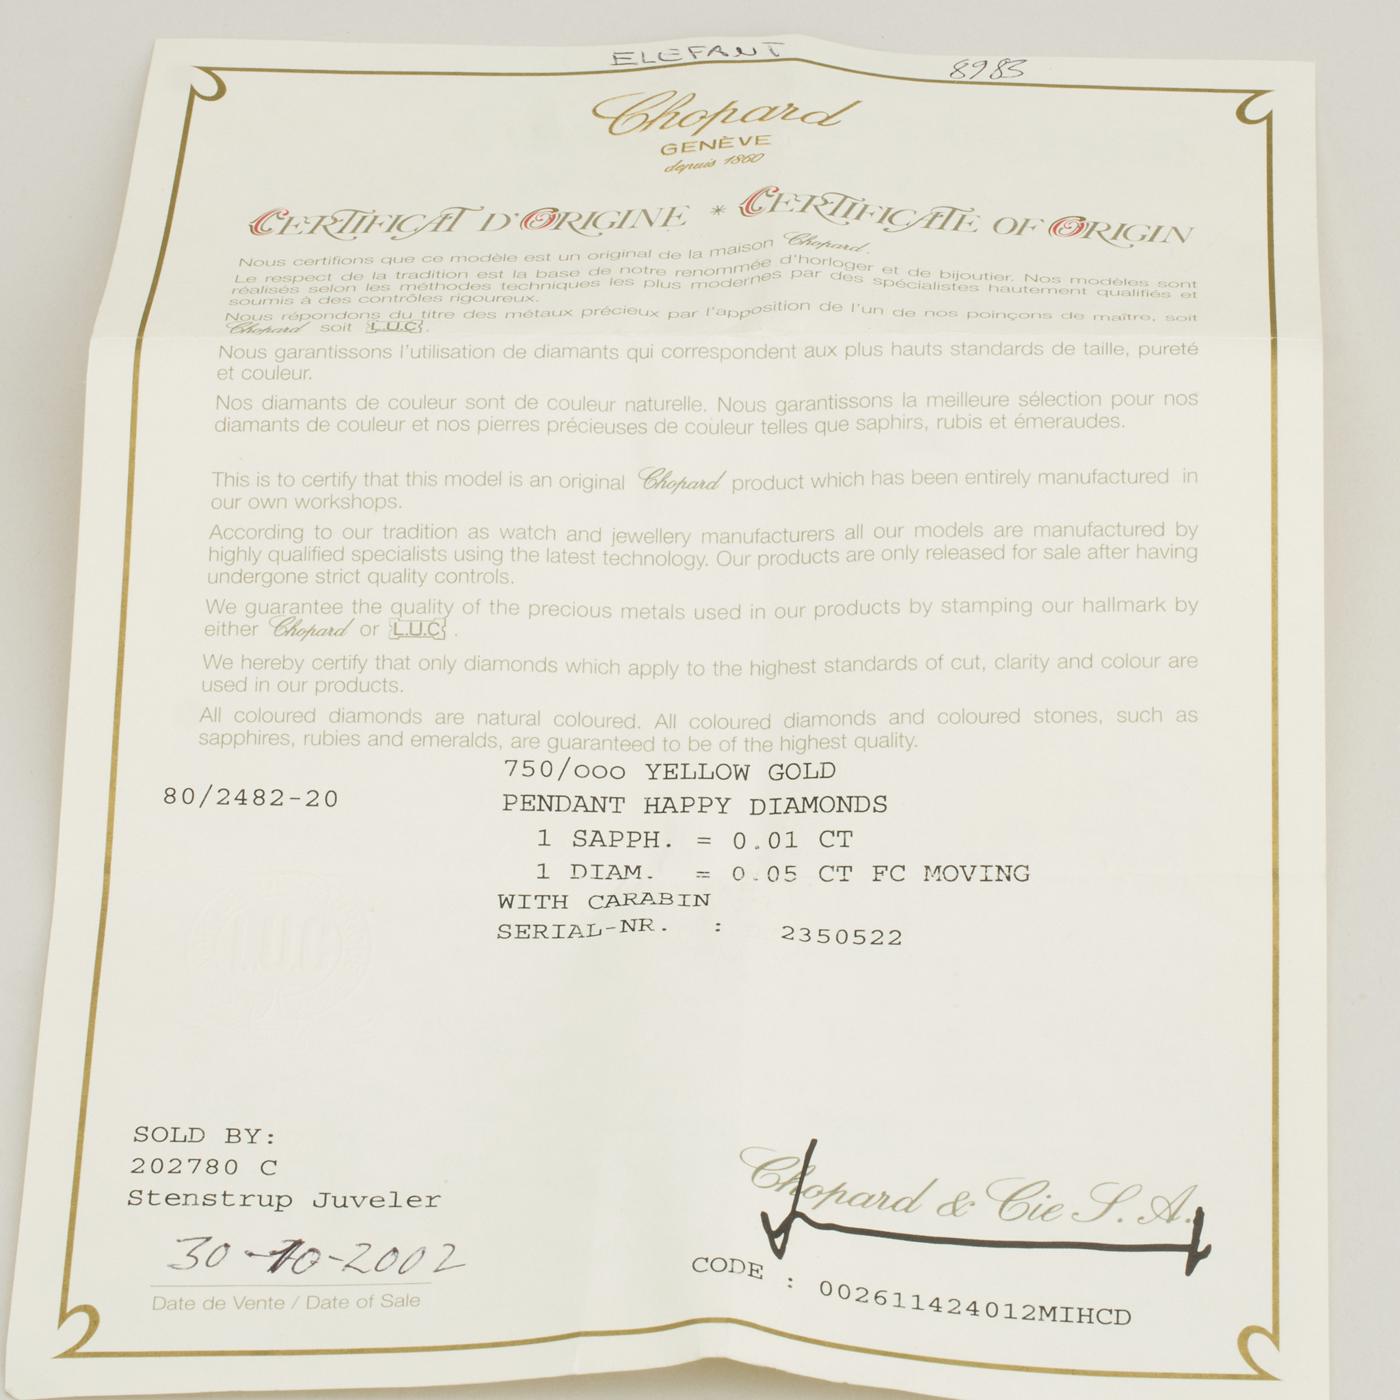 ELEFANT 8983
Chopard
GENÈVE
depuis 1860
CERTIFICAT D'ORIGINE * CERTIFICATE OF ORIGIN
Nous certifions que ce modèle est un original de la maison Chopard.
Le respect de la tradition est la base de notre renommée d'horloger et de bijoutier. Nos modèles sont
réalisés selon les méthodes techniques les plus modernes par des spécialistes hautement qualifiés et
soumis à des contrôles rigoureux.
Nous répondons du titre des métaux précieux par l'apposition de l'un de nos poinçons de maître, soit
Chopard soit L.U.C.
Nous garantissons l'utilisation de diamants qui correspondent aux plus hauts standards de taille, pureté
et couleur.
Nos diamants de couleur sont de couleur naturelle. Nous garantissons la meilleure sélection pour nos
diamants de couleur et nos pierres précieuses de couleur telles que saphirs, rubis et émeraudes.
This is to certify that this model is an original Chopard product which has been entirely manufactured in
our own workshops.
According to our tradition as watch and jewellery manufacturers all our models are manufactured by
highly qualified specialists using the latest technology. Our products are only released for sale after having
undergone strict quality controls.
We guarantee the quality of the precious metals used in our products by stamping our hallmark by
either Chopard or L.U.C .
We hereby certify that only diamonds which apply to the highest standards of cut, clarity and colour are
used in our products.
All coloured diamonds are natural coloured. All coloured diamonds and coloured stones, such as
sapphires, rubies and emeralds, are guaranteed to be of the highest quality.
750/ooo YELLOW GOLD
80/2482-20 PENDANT HAPPY DIAMONDS
1 SAPPH. = 0.01 CT
1 DIAM. = 0.05 CT FC MOVING
WITH CARABIN
SERIAL-NR. : 2350522
L.U.C
SOLD BY:
202780 C
Stenstrup Juveler
30-10-2002
Date de Vente / Date of Sale
Chopard & Cie S. A.
CODE : 002611424012MIHCD